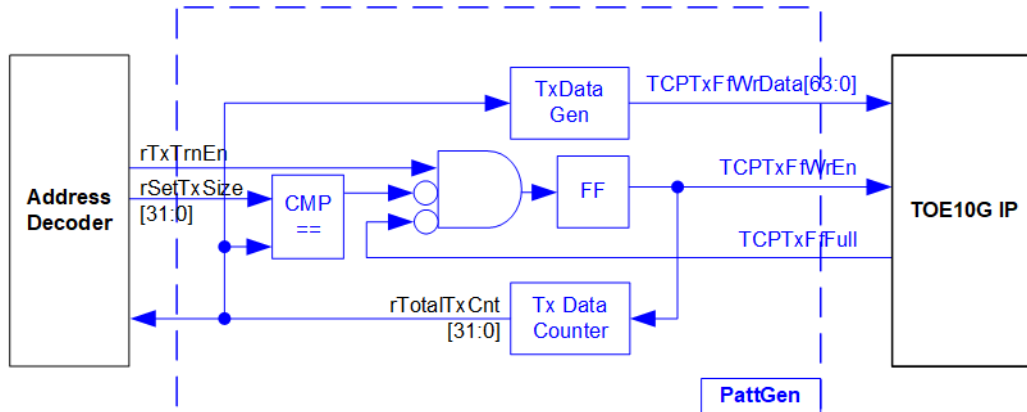 TxData
Gen
TCPTxFfWrData[63:0]
rTxTrnEn
rSetTxSize
[31:0]
CMP
==
FF
TCPTxFfWrEn
Address
Decoder
TOE10G IP
TCPTxFfFull
rTotalTxCnt
[31:0]
Tx Data
Counter
PattGen